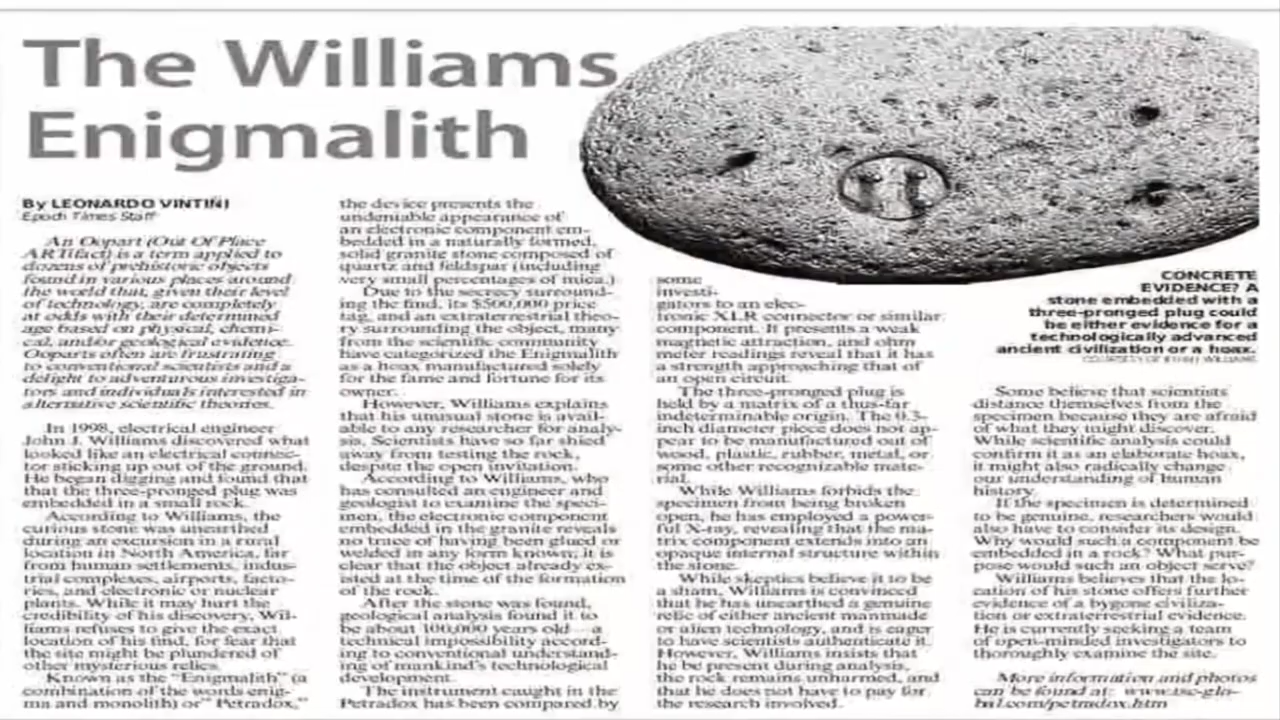 The Williams
Enigmalith
By LEONARDO VINTIÑI
Epoch Times Staff
An Oopart (Out Of Place
ARTifact) is a term applied to
dozens of prehistoric objects
found in various places around
the world that, given their level
of technology, are completely
at odds with their determined
age based on physical, chemi-
cal, and/or geological evidence.
Ooparts often are frustrating
to conventional scientists and a
delight to adventurous investiga-
tors and individuals interested in
alternative scientific theories.
In 1998, electrical engineer
John J. Williams discovered what
looked like an electrical connec-
tor sticking up out of the ground.
He began digging and found that
that the three-pronged plug was
embedded in a small rock.
According to Williams, the
curious stone was unearthed
during an excursion in a rural
location in North America, far
from human settlements, indus-
trial complexes, airports, facto-
ries, and electronic or nuclear
plants. While it may hurt the
credibility of his discovery, Wil-
liams refuses to give the exact
location of his find, for fear that
the site might be plundered of
other mysterious relics.
Known as the "Enigmalith" (a
combination of the words enig-
ma and monolith) or" Petradox,"
the device presents the
undeniable appearance of
an electronic component em-
bedded in a naturally formed,
solid granite stone composed of
quartz and feldspar (including
very small percentages of mica.)
Due to the secrecy surround-
ing the find, its $500,000 price
tag, and an extraterrestrial theo-
ry surrounding the object, many
from the scientific community
have categorized the Enigmalith
as a hoax manufactured solely
for the fame and fortune for its
owner.
However, Williams explains
that his unusual stone is avail-
able to any researcher for analy-
sis. Scientists have so far shied
away from testing the rock,
despite the open invitation.
According to Williams, who
has consulted an engineer and
geologist to examine the speci-
men, the electronic component
embedded in the granite reveals
no trace of having been glued or
welded in any form known; it is
clear that the object already ex-
isted at the time of the formation
of the rock.
After the stone was found,
geological analysis found it to
be about 100,000 years old—a
technical impossibility accord-
ing to conventional understand-
ing of mankind's technological
development.
The instrument caught in the
Petradox has been compared by
some
investi-
gators to an elec-
tronic XLR connector or similar
component. It presents a weak
magnetic attraction, and ohm
meter readings reveal that it has
a strength approaching that of
an open circuit.
The three-pronged plug is
held by a matrix of a thus-far
indeterminable origin. The 0.3-
inch diameter piece does not ap-
pear to be manufactured out of
wood, plastic, rubber, metal, or
some other recognizable mate-
rial.
While Williams forbids the
specimen from being broken
open, he has employed a power-
ful X-ray, revealing that the ma-
trix component extends into an
opaque internal structure within
the stone.
While skeptics believe it to be
a sham, Williams is convinced
that he has unearthed a genuine
relic of either ancient manmade
or alien technology, and is eager
to have scientists authenticate it.
However, Williams insists that
he be present during analysis,
the rock remains unharmed, and
that he does not have to pay for
the research involved.
CONCRETE
EVIDENCE? A
stone embedded with a
three-pronged plug could
be either evidence for a
technologically advanced
ancient civilization or a hoax.
COURTESY OF WILLIAMS
Some believe that scientists
distance themselves from the
specimen because they are afraid
of what they might discover.
While scientific analysis could
confirm it as an elaborate hoax,
it might also radically change
our understanding of human
history.
If the specimen is determined
to be genuine, researchers would
also have to consider its design.
Why would such a component be
embedded in a rock? What pur-
pose would such an object serve?
Williams believes that the lo-
cation of his stone offers further
evidence of a bygone civiliza-
tion or extraterrestrial evidence.
He is currently seeking a team
of open-minded investigators to
thoroughly examine the site.
More information and photos
can be found at: www.tsc-glo-
bal.com/petradox.htm